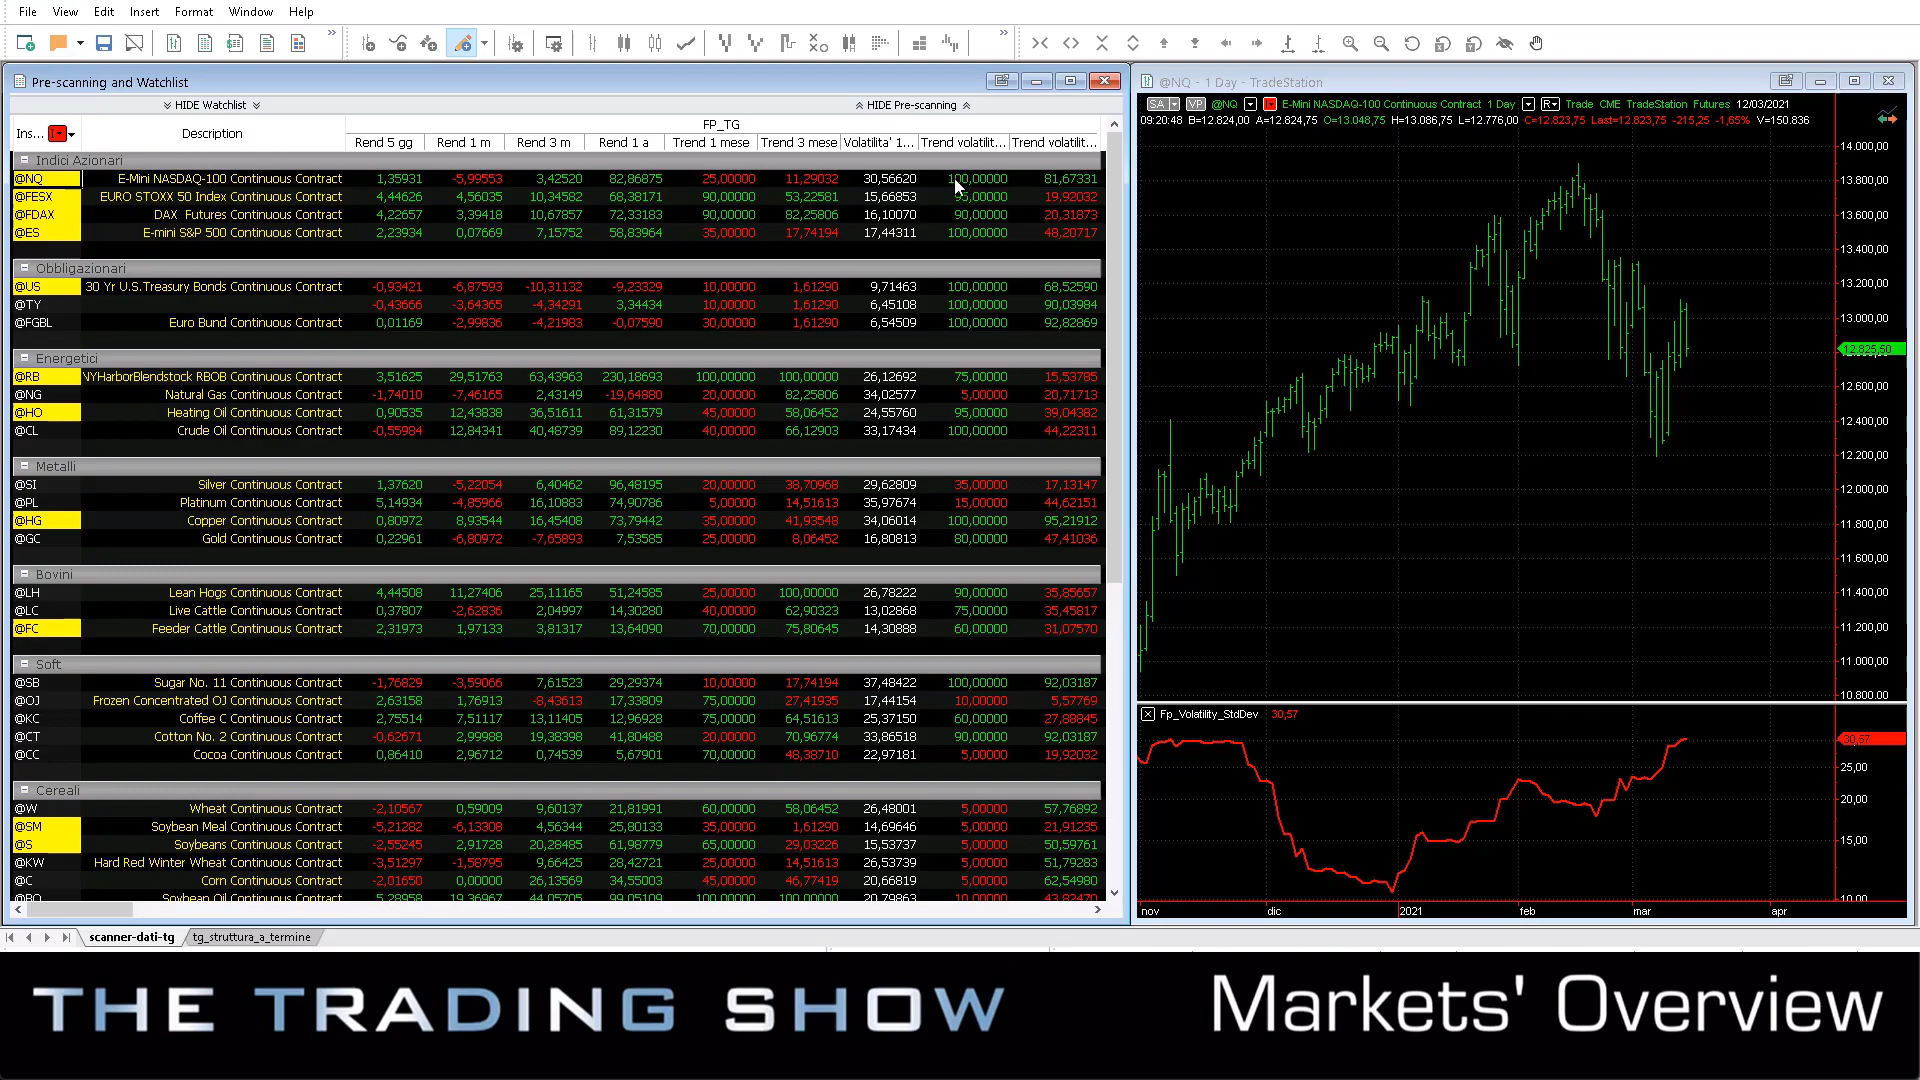 File View Edit Insert Format Window Help
Pre-scanning and Watchlist
HIDE Watchlist HIDE Pre-scanning
FP_TG
Ins... Description Rend 5 gg Rend 1 m Rend 3 m Rend 1 a Trend 1 mese Trend 3 mese Volatilita' 1... Trend volatilit... Trend volatilit...
Indici Azionari
@NQ E-Mini NASDAQ-100 Continuous Contract 1,35931 -5,99553 3,42520 82,86875 25,00000 11,29032 30,56620 100,00000 81,67331
@FESX EURO STOXX 50 Index Continuous Contract 4,44626 4,56035 10,34582 68,38171 90,00000 53,22581 15,66853 95,00000 19,92032
@FDAX DAX Futures Continuous Contract 4,22657 3,39418 10,67857 72,33183 90,00000 82,25806 16,10070 90,00000 20,31873
@ES E-mini S&P 500 Continuous Contract 2,23934 0,07669 7,15752 58,83964 35,00000 17,74194 17,44311 100,00000 48,20717
Obbligazionari
@US 30 Yr U.S.Treasury Bonds Continuous Contract -0,93421 -6,87593 -10,31132 -9,23329 10,00000 1,61290 9,71463 100,00000 68,52590
@TY -0,43666 -3,64365 -4,34291 3,34434 10,00000 1,61290 6,45108 100,00000 90,03984
@FGBL Euro Bund Continuous Contract 0,01169 -2,99836 -4,21983 -0,07590 30,00000 1,61290 6,54509 100,00000 92,82869
Energetici
@RB NYHarborBlendstock RBOB Continuous Contract 3,51625 29,51763 63,43963 230,18693 100,00000 100,00000 26,12692 75,00000 15,53785
@NG Natural Gas Continuous Contract -1,74010 -7,46165 2,43149 -19,64880 20,00000 82,25806 34,02577 5,00000 20,71713
@HO Heating Oil Continuous Contract 0,90535 12,43838 36,51611 61,31579 45,00000 58,06452 24,55760 95,00000 39,04382
@CL Crude Oil Continuous Contract -0,55984 12,84341 40,48739 89,12230 40,00000 66,12903 33,17434 100,00000 44,22311
Metalli
@SI Silver Continuous Contract 1,37620 -5,22054 6,40462 96,48195 20,00000 38,70968 29,62809 35,00000 17,13147
@PL Platinum Continuous Contract 5,14934 -4,85966 16,10883 74,90786 5,00000 14,51613 35,97674 15,00000 44,62151
@HG Copper Continuous Contract 0,80972 8,93544 16,45408 73,79442 35,00000 41,93548 34,06014 100,00000 95,21912
@GC Gold Continuous Contract 0,22961 -6,80972 -7,65893 7,53585 25,00000 8,06452 16,80813 80,00000 47,41036
Bovini
@LH Lean Hogs Continuous Contract 4,44508 11,27406 25,11165 51,24585 25,00000 100,00000 26,78222 90,00000 35,85657
@LC Live Cattle Continuous Contract 0,37807 -2,62836 2,04997 14,30280 40,00000 62,90323 13,02868 75,00000 35,45817
@FC Feeder Cattle Continuous Contract 2,31973 1,97133 3,81317 13,64090 70,00000 75,80645 14,30888 60,00000 31,07570
Soft
@SB Sugar No. 11 Continuous Contract -1,76829 -3,59066 7,61523 29,29374 10,00000 17,74194 37,48422 100,00000 92,03187
@OJ Frozen Concentrated OJ Continuous Contract 2,63158 1,76913 -8,43613 17,33809 75,00000 27,41935 17,44154 10,00000 5,57769
@KC Coffee C Continuous Contract 2,75514 7,51117 13,11405 12,96928 75,00000 64,51613 25,37150 60,00000 27,88845
@CT Cotton No. 2 Continuous Contract -0,62671 2,99988 19,38398 41,80488 20,00000 70,96774 33,86518 90,00000 92,03187
@CC Cocoa Continuous Contract 0,86410 2,96712 0,74539 5,67901 70,00000 48,38710 22,97181 5,00000 19,92032
Cereali
@W Wheat Continuous Contract -2,10567 0,59009 9,60137 21,81991 60,00000 58,06452 26,48001 5,00000 57,76892
@SM Soybean Meal Continuous Contract -5,21282 -6,13308 4,56344 25,80133 35,00000 1,61290 14,69646 5,00000 21,91235
@S Soybeans Continuous Contract -2,55245 2,91728 20,28485 61,98779 65,00000 29,03226 15,53737 5,00000 50,59761
@KW Hard Red Winter Wheat Continuous Contract -3,51297 -1,58795 9,66425 28,42721 25,00000 14,51613 26,53739 5,00000 51,79283
@C Corn Continuous Contract -2,01650 0,00000 26,13569 34,55003 45,00000 46,77419 20,66819 5,00000 62,54980
@BO Soybean Oil Continuous Contract 5,28958 19,36967 44,05705 99,05109 100,00000 100,00000 20,79863 10,00000 43,82470
scanner-dati-tg tg_struttura_a_termine
@NQ - 1 Day - TradeStation
SA VP @NQ E-Mini NASDAQ-100 Continuous Contract 1 Day R Trade CME TradeStation Futures 12/03/2021
09:20:48 B=12.824,00 A=12.824,75 O=13.048,75 H=13.086,75 L=12.776,00 C=12.823,75 Last=12.823,75 -215,25 -1,65% V=150.836
14.000,00
13.800,00
13.600,00
13.400,00
13.200,00
13.000,00
12.825,50
12.600,00
12.400,00
12.200,00
12.000,00
11.800,00
11.600,00
11.400,00
11.200,00
11.000,00
10.800,00
Fp_Volatility_StdDev 30,57
30,57
25,00
20,00
15,00
10,00
nov dic 2021 feb mar apr
THE TRADING SHOW Markets' Overview